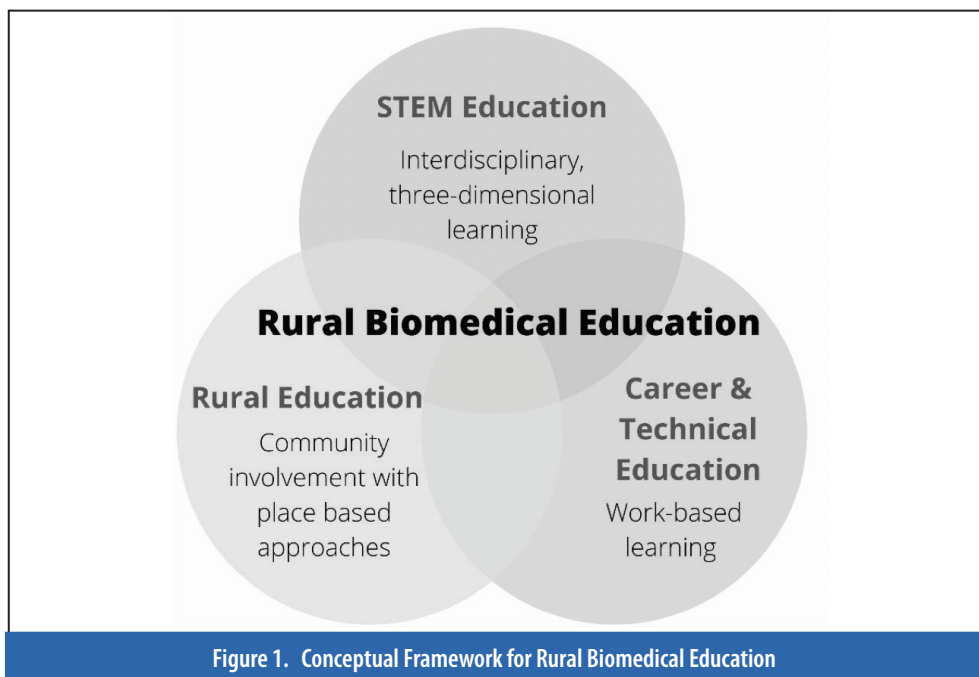 STEM Education
Interdisciplinary,
three-dimensional
learning
Rural Biomedical Education
Rural Education
Community
involvement with
place based
approaches
Career &
Technical
Education
Work-based
learning
Figure 1. Conceptual Framework for Rural Biomedical Education